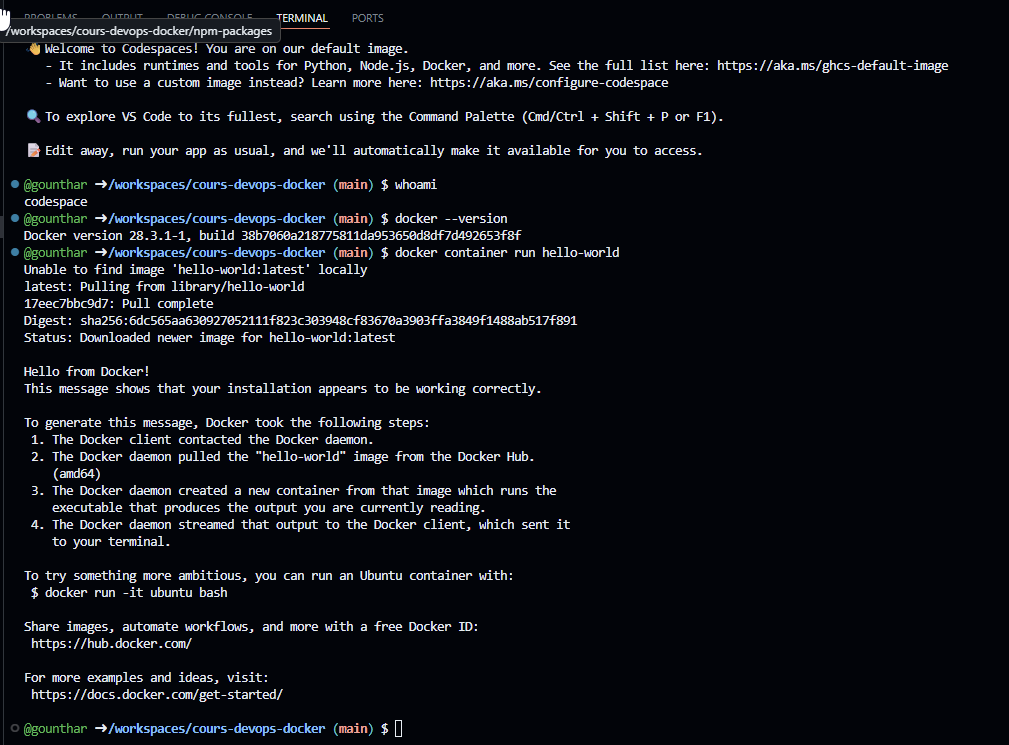 PROBLEMS OUTPUT DEBUG CONSOLE TERMINAL PORTS
/workspaces/cours-devops-docker/npm-packages
👋 Welcome to Codespaces! You are on our default image.
- It includes runtimes and tools for Python, Node.js, Docker, and more. See the full list here: https://aka.ms/ghcs-default-image
- Want to use a custom image instead? Learn more here: https://aka.ms/configure-codespace
🔍 To explore VS Code to its fullest, search using the Command Palette (Cmd/Ctrl + Shift + P or F1).
📝 Edit away, run your app as usual, and we'll automatically make it available for you to access.
@gounthar ➜/workspaces/cours-devops-docker (main) $ whoami
codespace
@gounthar ➜/workspaces/cours-devops-docker (main) $ docker --version
Docker version 28.3.1-1, build 38b7060a218775811da953650d8df7d492653f8f
@gounthar ➜/workspaces/cours-devops-docker (main) $ docker container run hello-world
Unable to find image 'hello-world:latest' locally
latest: Pulling from library/hello-world
17eec7bbc9d7: Pull complete
Digest: sha256:6dc565aa630927052111f823c303948cf83670a3903ffa3849f1488ab517f891
Status: Downloaded newer image for hello-world:latest
Hello from Docker!
This message shows that your installation appears to be working correctly.
To generate this message, Docker took the following steps:
1. The Docker client contacted the Docker daemon.
2. The Docker daemon pulled the "hello-world" image from the Docker Hub.
(amd64)
3. The Docker daemon created a new container from that image which runs the
executable that produces the output you are currently reading.
4. The Docker daemon streamed that output to the Docker client, which sent it
to your terminal.
To try something more ambitious, you can run an Ubuntu container with:
$ docker run -it ubuntu bash
Share images, automate workflows, and more with a free Docker ID:
https://hub.docker.com/
For more examples and ideas, visit:
https://docs.docker.com/get-started/
@gounthar ➜/workspaces/cours-devops-docker (main) $